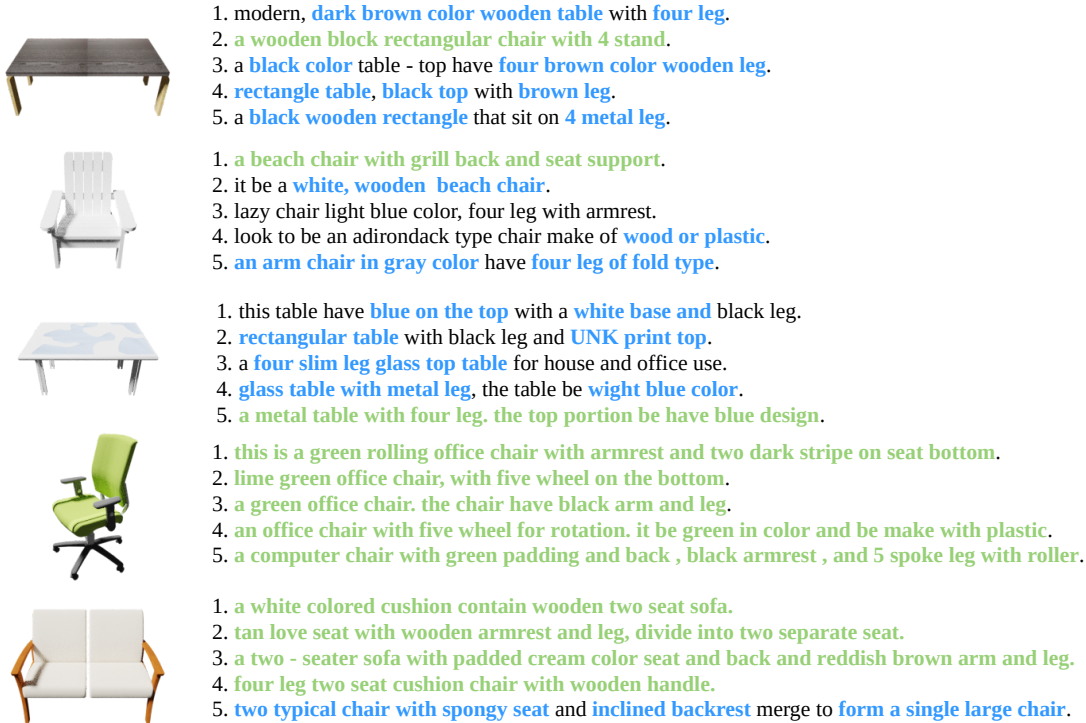 1. modern, dark brown color wooden table with four leg.
2. a wooden block rectangular chair with 4 stand.
3. a black color table - top have four brown color wooden leg.
4. rectangle table, black top with brown leg.
5. a black wooden rectangle that sit on 4 metal leg.
1. a beach chair with grill back and seat support.
2. it be a white, wooden beach chair.
3. lazy chair light blue color, four leg with armrest.
4. look to be an adirondack type chair make of wood or plastic.
5. an arm chair in gray color have four leg of fold type.
1. this table have blue on the top with a white base and black leg.
2. rectangular table with black leg and UNK print top.
3. a four slim leg glass top table for house and office use.
4. glass table with metal leg, the table be wight blue color.
5. a metal table with four leg. the top portion be have blue design.
1. this is a green rolling office chair with armrest and two dark stripe on seat bottom.
2. lime green office chair, with five wheel on the bottom.
3. a green office chair. the chair have black arm and leg.
4. an office chair with five wheel for rotation. it be green in color and be make with plastic.
5. a computer chair with green padding and back , black armrest , and 5 spoke leg with roller.
1. a white colored cushion contain wooden two seat sofa.
2. tan love seat with wooden armrest and leg, divide into two separate seat.
3. a two - seater sofa with padded cream color seat and back and reddish brown arm and leg.
4. four leg two seat cushion chair with wooden handle.
5. two typical chair with spongy seat and inclined backrest merge to form a single large chair.